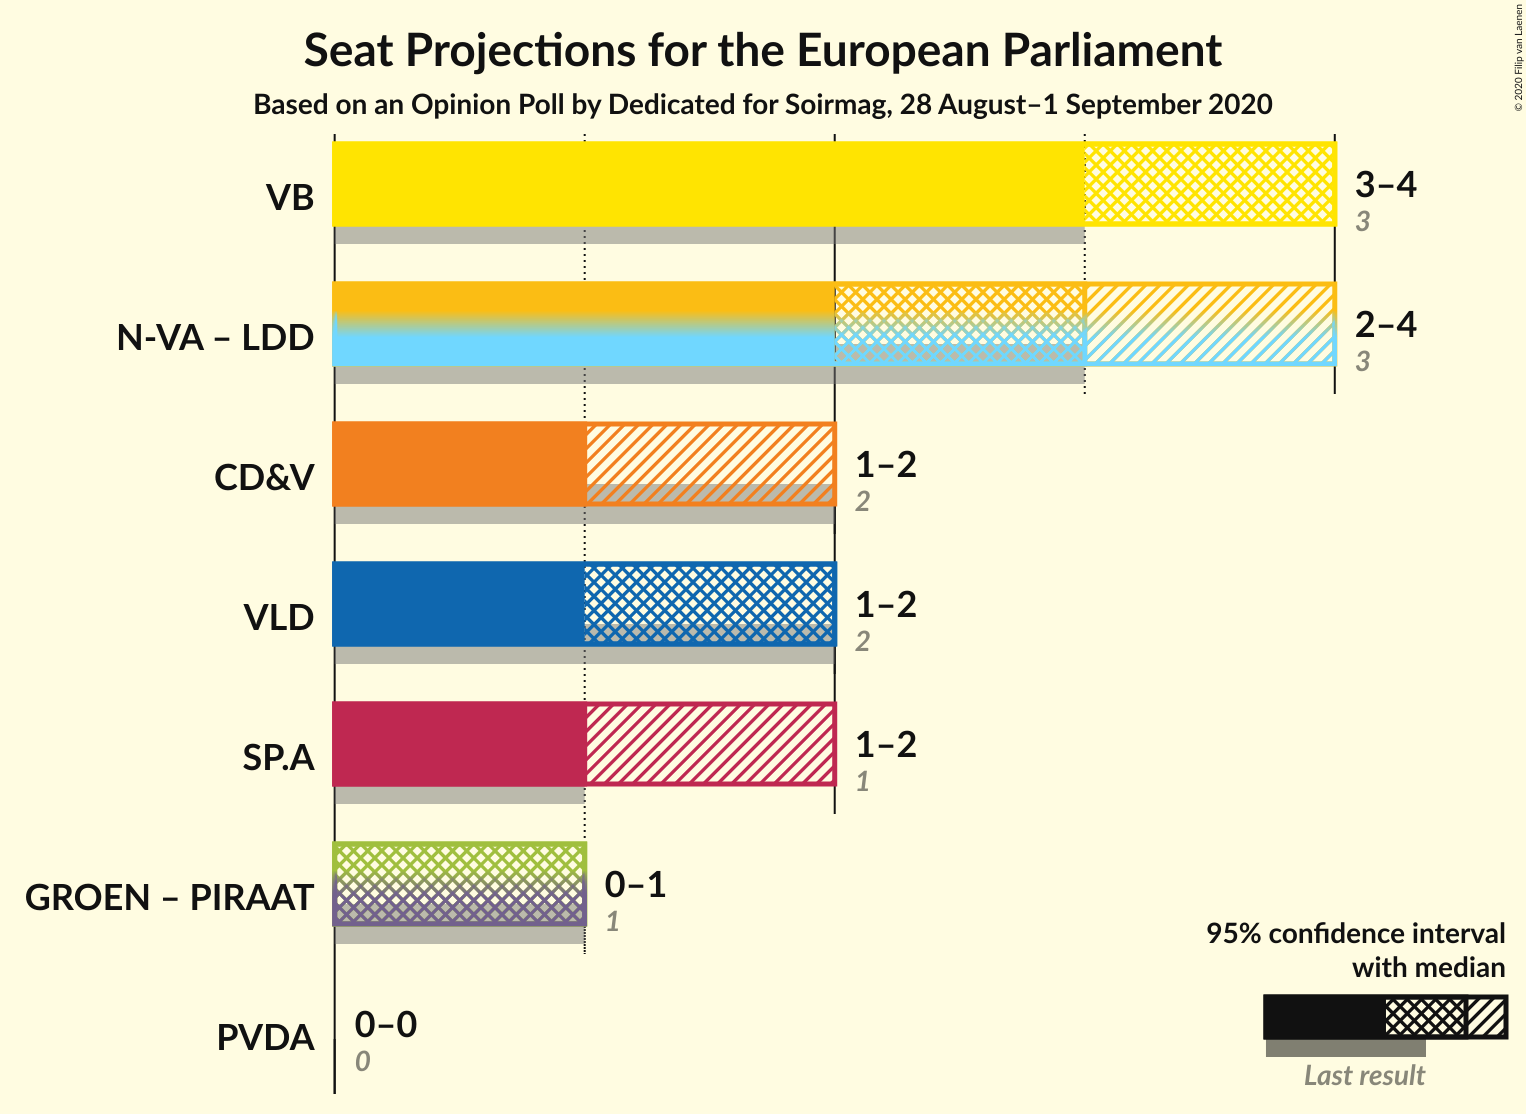 Seat Projections for the European Parliament
Based on an Opinion Poll by Dedicated for Soirmag, 28 August–1 September 2020
© 2020 Filip van Laenen
VB
3–4
3
N-VA – LDD
2–4
3
CD&V
1–2
2
VLD
1–2
2
SP.A
1–2
1
GROEN – PIRAAT
0–1
1
PVDA
0–0
0
95% confidence interval
with median
Last result